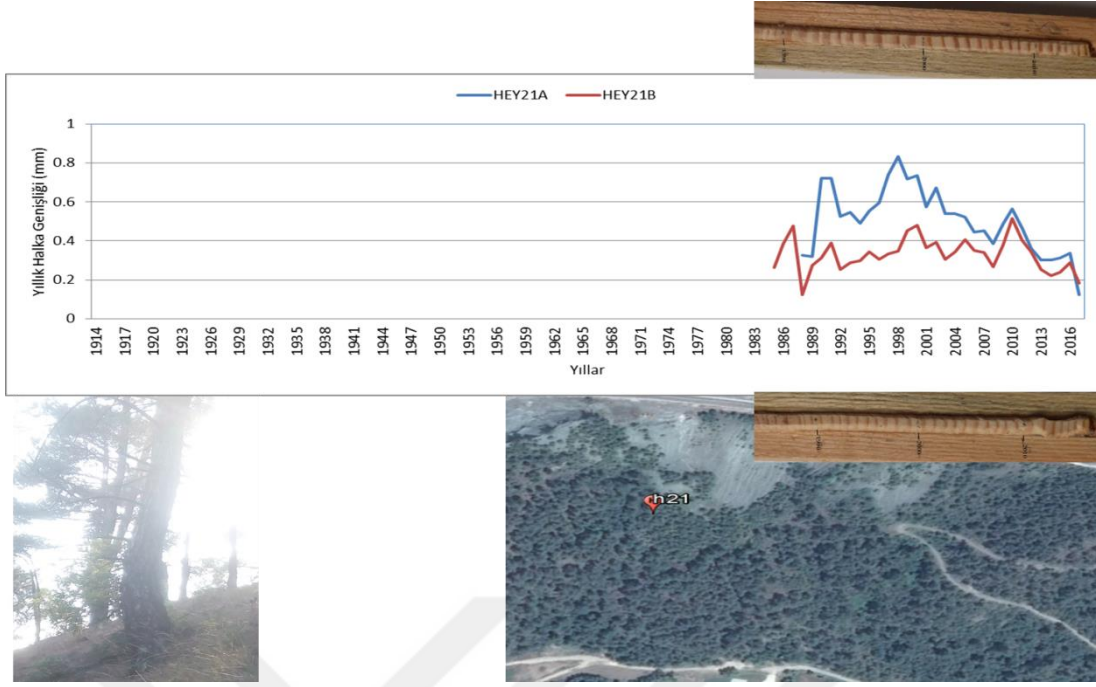 HEY21A HEY21B
Yıllık Halka Genişliği (mm)
1
0.8
0.6
0.4
0.2
0
1914 1917 1920 1923 1926 1929 1932 1935 1938 1941 1944 1947 1950 1953 1956 1959 1962 1965 1968 1971 1974 1977 1980 1983 1986 1989 1992 1995 1998 2001 2004 2007 2010 2013 2016
Yıllar
h21